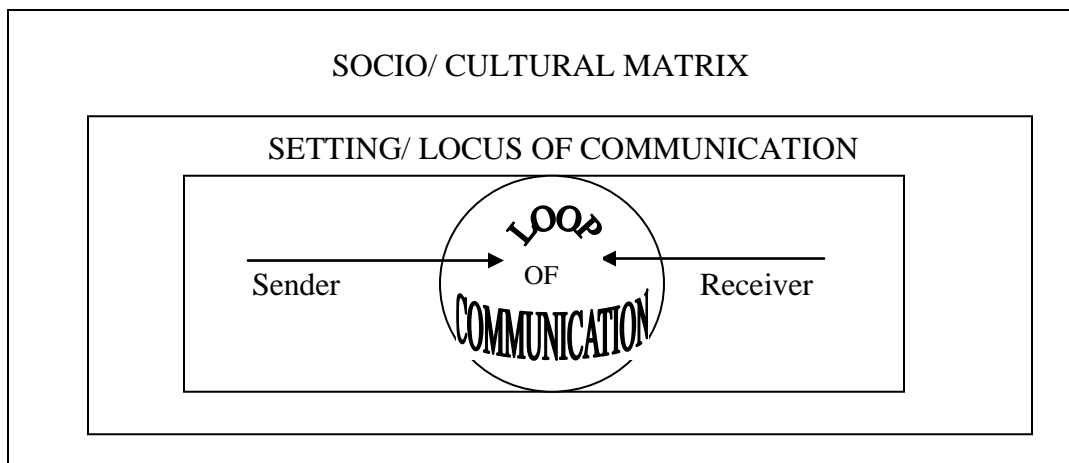 SOCIO/ CULTURAL MATRIX
SETTING/ LOCUS OF COMMUNICATION
LOOP
OF
Sender
Receiver
COMMUNICATION